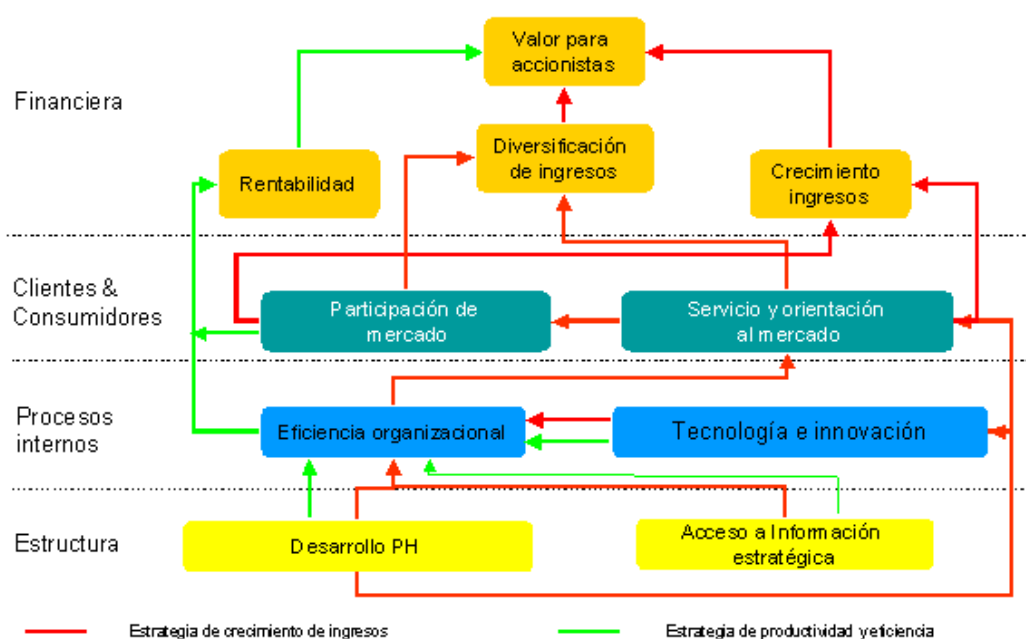 Valor para
accionistas
Financiera
Diversificación
de ingresos
Rentabilidad
Crecimiento
ingresos
Clientes &
Consumidores
Participación de
mercado
Servicio y orientación
al mercado
Procesos
internos
Eficiencia organizacional
Tecnología e innovación
Estructura
Desarrollo PH
Acceso a Información
estratégica
Estrategia de crecimiento de ingresos
Estrategia de productividad y eficiencia